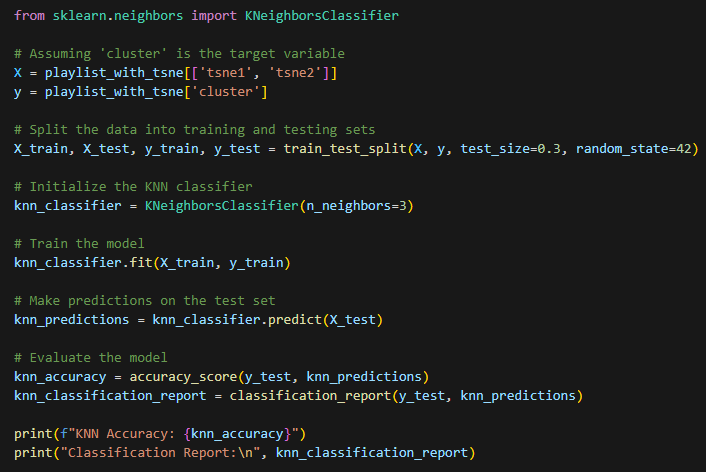 from sklearn.neighbors import KNeighborsClassifier
# Assuming 'cluster' is the target variable
X = playlist_with_tsne[['tsne1', 'tsne2']]
y = playlist_with_tsne['cluster']
# Split the data into training and testing sets
X_train, X_test, y_train, y_test = train_test_split(X, y, test_size=0.3, random_state=42)
# Initialize the KNN classifier
knn_classifier = KNeighborsClassifier(n_neighbors=3)
# Train the model
knn_classifier.fit(X_train, y_train)
# Make predictions on the test set
knn_predictions = knn_classifier.predict(X_test)
# Evaluate the model
knn_accuracy = accuracy_score(y_test, knn_predictions)
knn_classification_report = classification_report(y_test, knn_predictions)
print(f"KNN Accuracy: {knn_accuracy}")
print("Classification Report:\n", knn_classification_report)